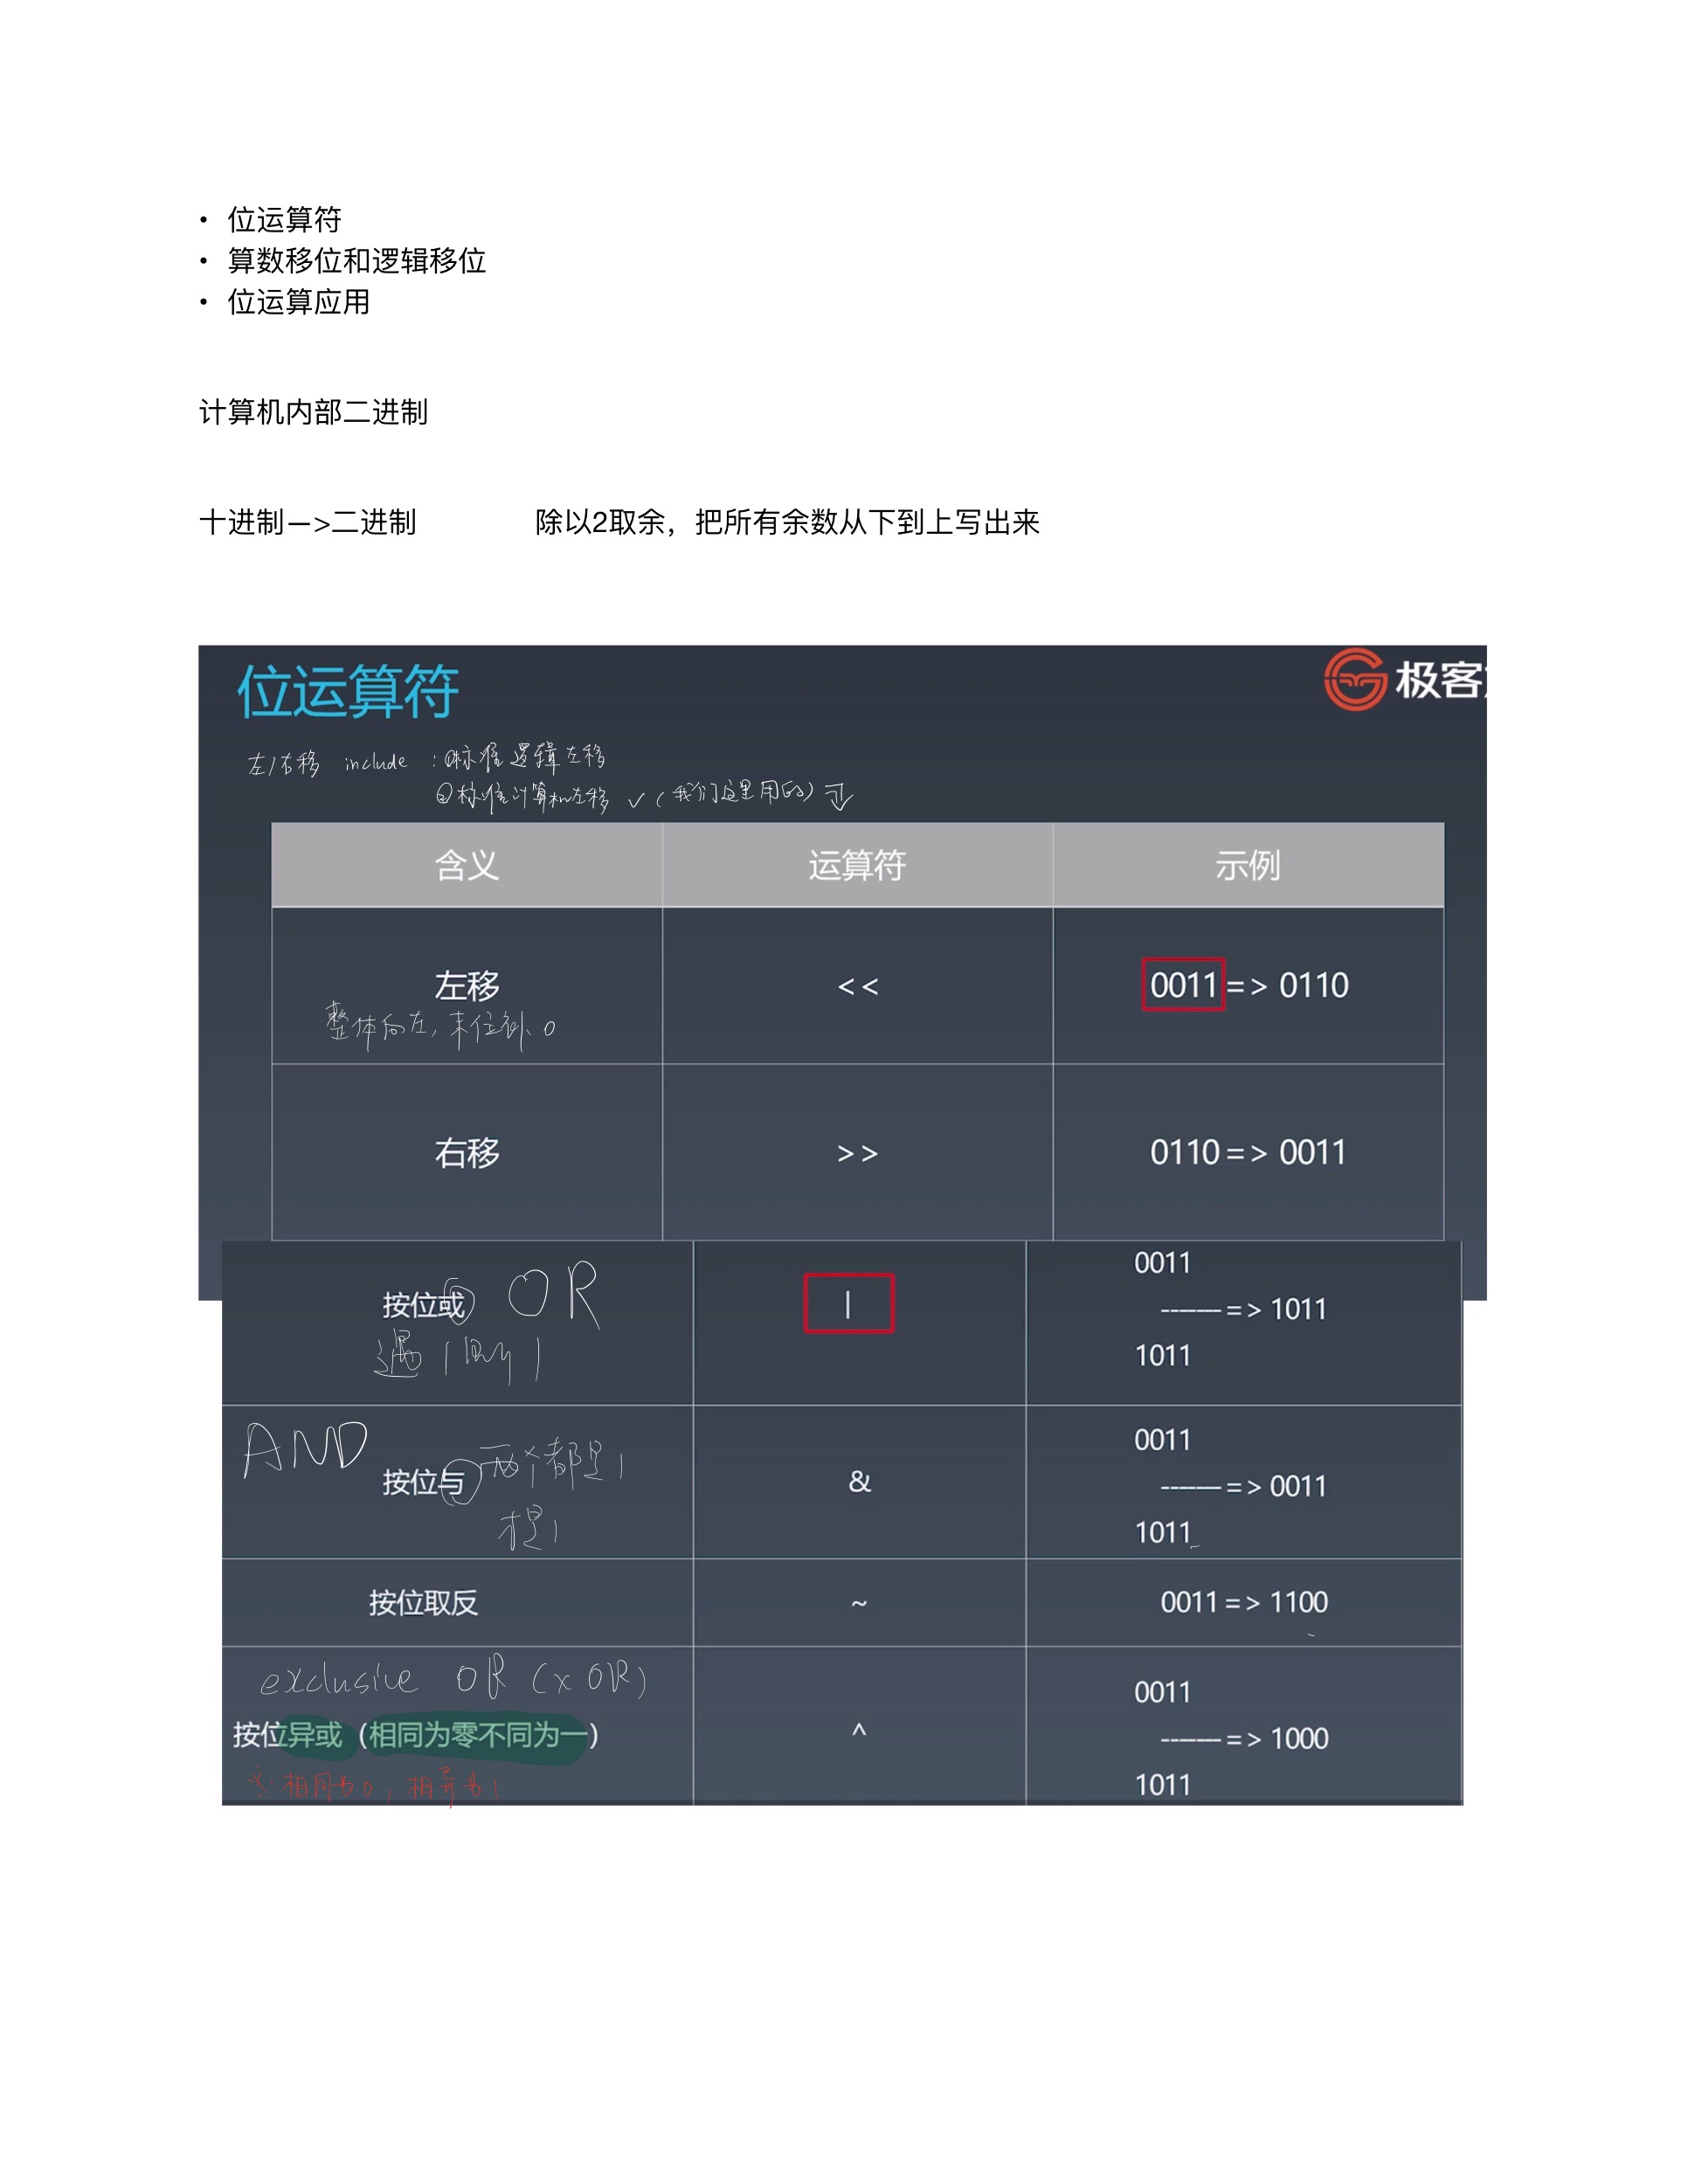 • 位运算符
• 算数移位和逻辑移位
• 位运算应用
计算机内部二进制
十进制—>二进制 除以2取余，把所有余数从下到上写出来
位运算符
极客
左/右移 include : ①标准逻辑左移
②标准计算机左移 ✓ (我们这里用的)
含义 运算符 示例
左移 << 0011 => 0110
整体向左, 末位补0
右移 >> 0110 => 0011
按位或 OR | 0011
------- => 1011
遇1则1
1011
AND 按位与 两个都是1
才是1
& 0011
------- => 0011
1011
按位取反 ~ 0011 => 1100
exclusive OR (XOR)
按位异或（相同为零不同为一） ^ 0011
------- => 1000
1011
※相同为0, 相异为1